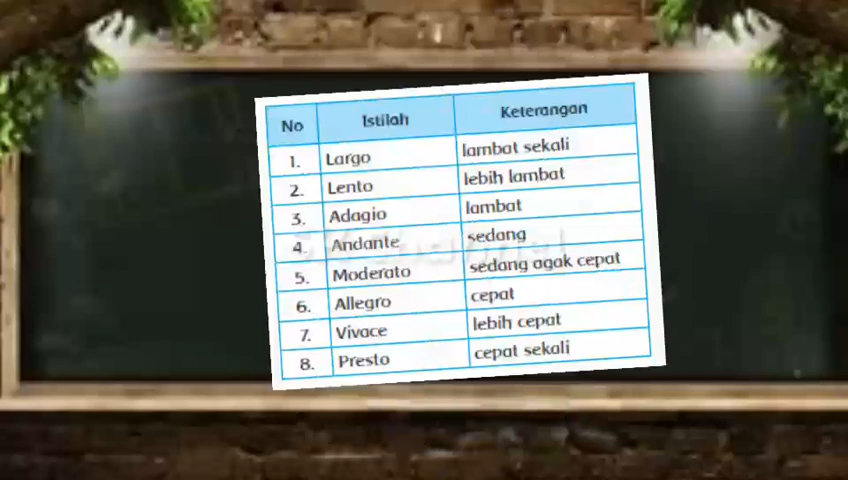 No Istilah Keterangan
1. Largo lambat sekali
2. Lento lebih lambat
3. Adagio lambat
4. Andante sedang
5. Moderato sedang agak cepat
6. Allegro cepat
7. Vivace lebih cepat
8. Presto cepat sekali